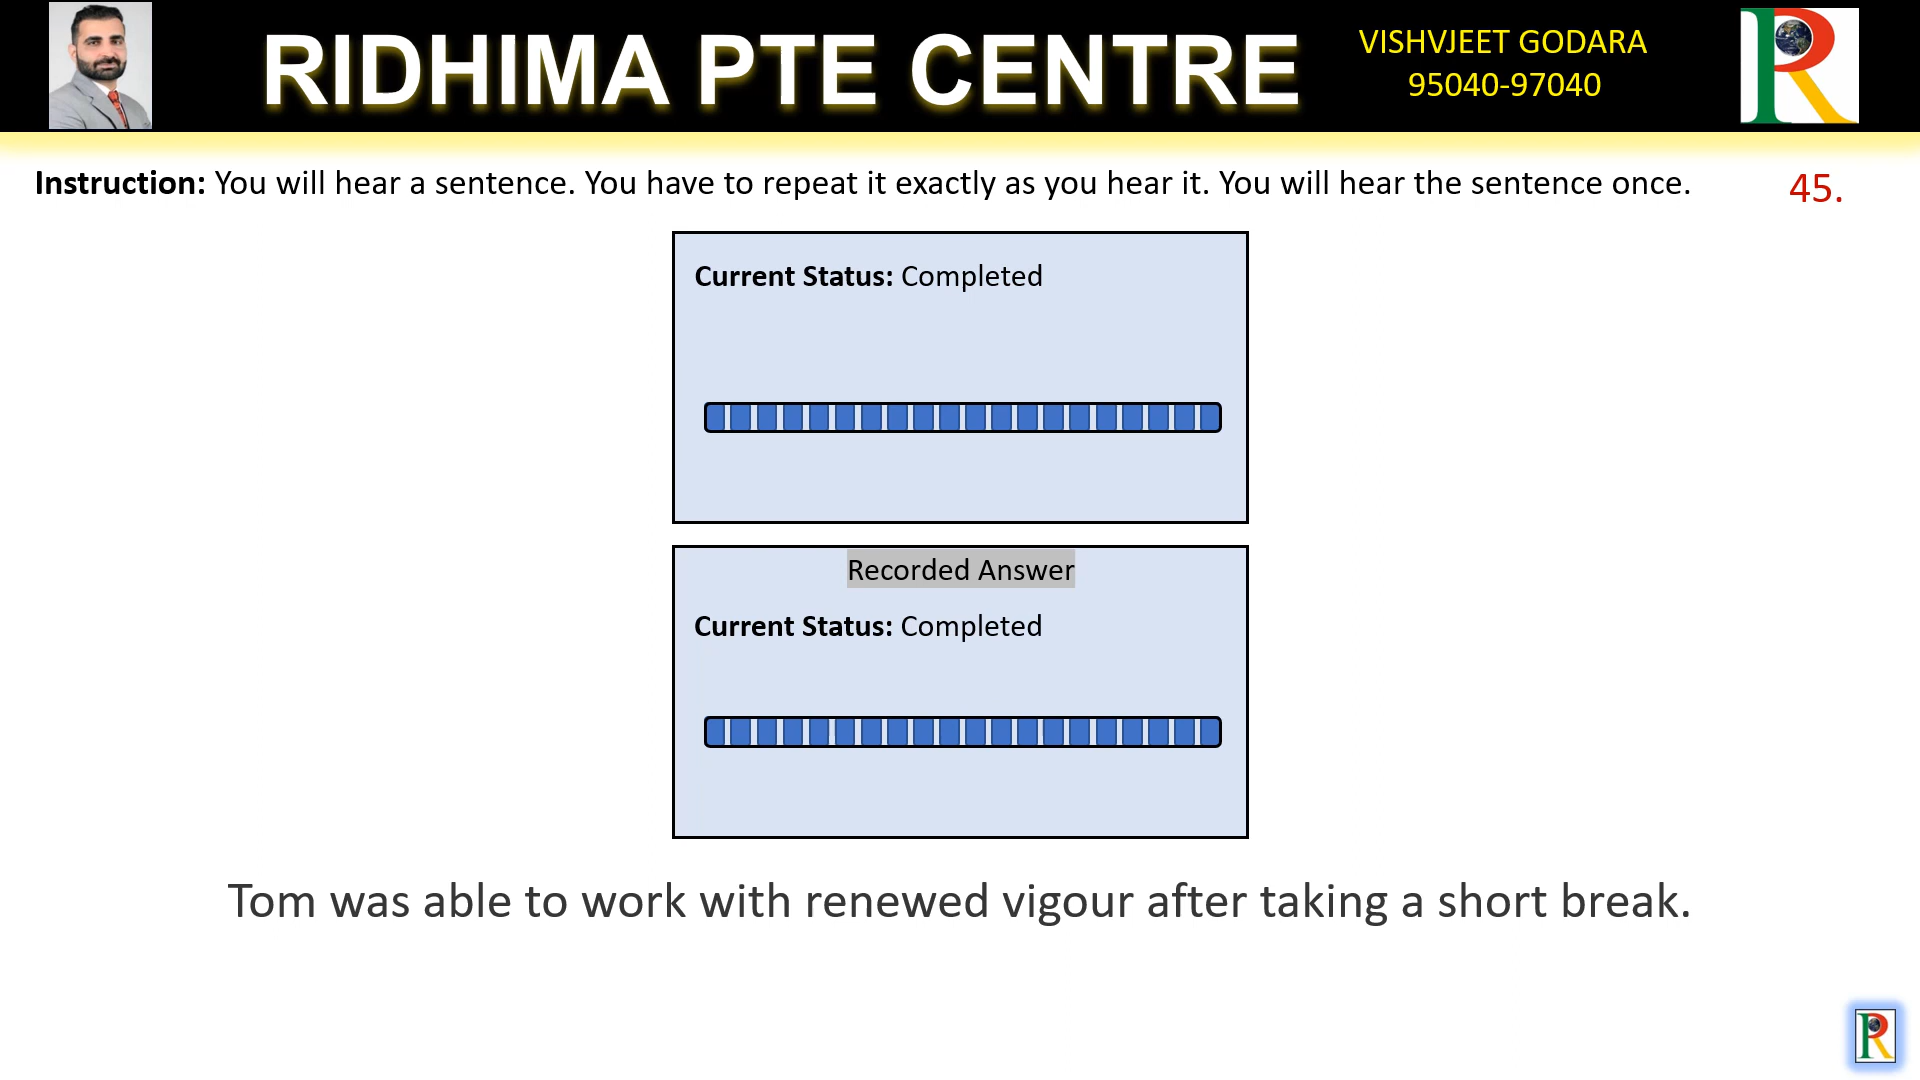 RIDHIMA PTE CENTRE
VISHVJEET GODARA
95040-97040
Instruction: You will hear a sentence. You have to repeat it exactly as you hear it. You will hear the sentence once.
45.
Current Status: Completed
Recorded Answer
Current Status: Completed
Tom was able to work with renewed vigour after taking a short break.